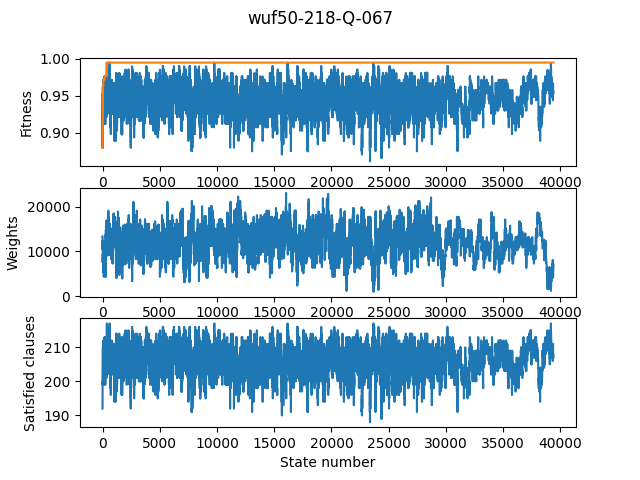 wuf50-218-Q-067
1.00
0.95
0.90
Fitness
0 5000 10000 15000 20000 25000 30000 35000 40000
20000
10000
0
Weights
0 5000 10000 15000 20000 25000 30000 35000 40000
210
200
190
Satisfied clauses
0 5000 10000 15000 20000 25000 30000 35000 40000
State number